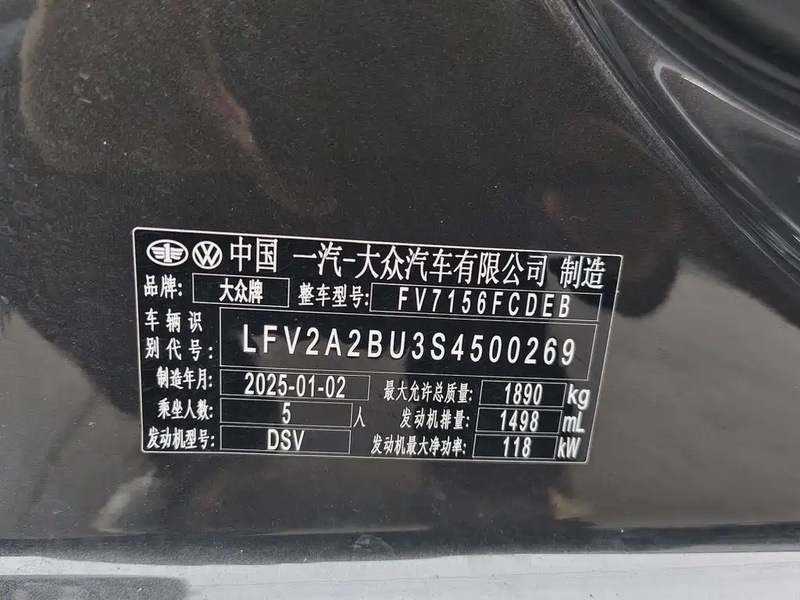 中国 一汽-大众汽车有限公司 制造
品牌: 大众牌 整车型号: FV7156FCDEB
车辆识别代号: LFV2A2BU3S4500269
制造年月: 2025-01-02 最大允许总质量: 1890 kg
乘坐人数: 5 人 发动机排量: 1498 mL
发动机型号: DSV 发动机最大净功率: 118 kW